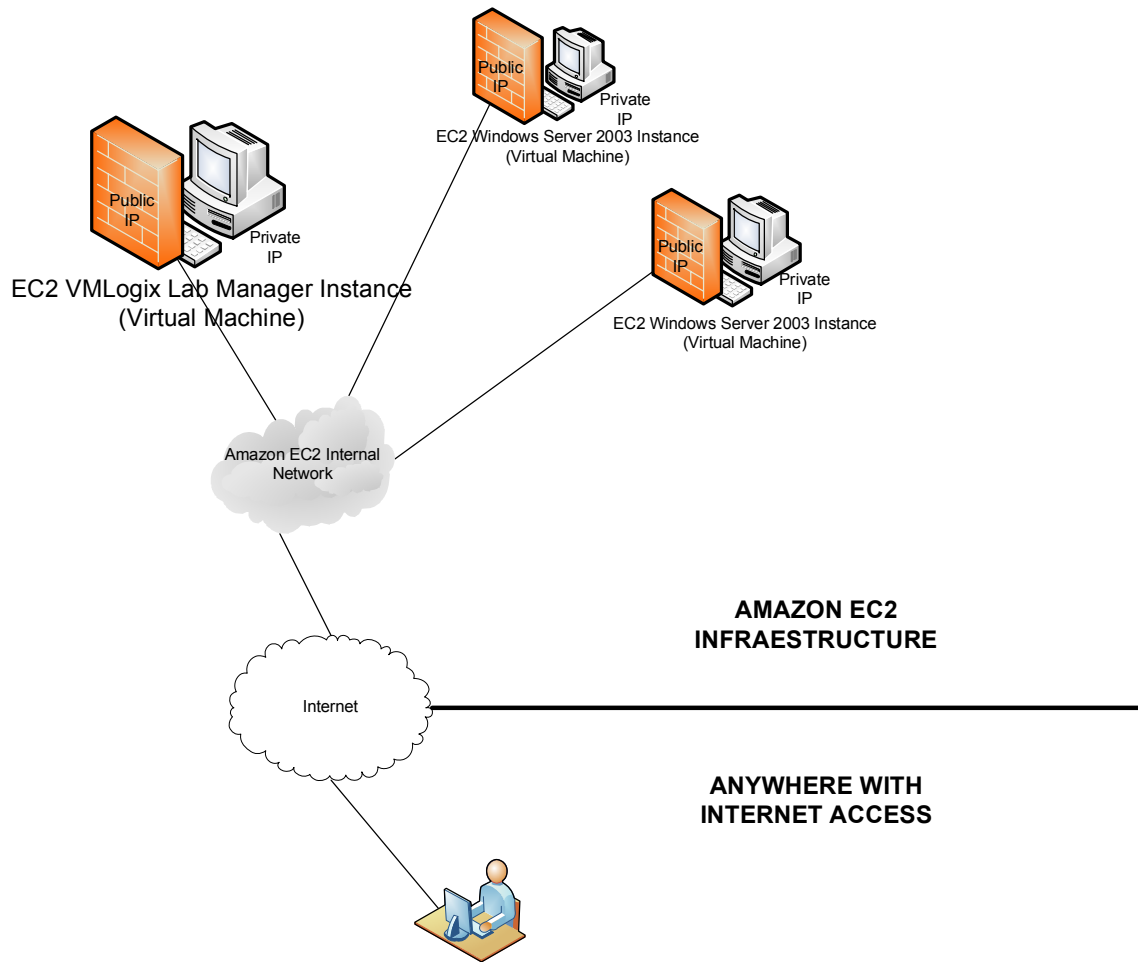 Public
IP
Private
IP
EC2 Windows Server 2003 Instance
(Virtual Machine)
Public
IP
Private
IP
EC2 VMLogix Lab Manager Instance
(Virtual Machine)
Public
IP
Private
IP
EC2 Windows Server 2003 Instance
(Virtual Machine)
Amazon EC2 Internal
Network
AMAZON EC2
INFRAESTRUCTURE
Internet
ANYWHERE WITH
INTERNET ACCESS